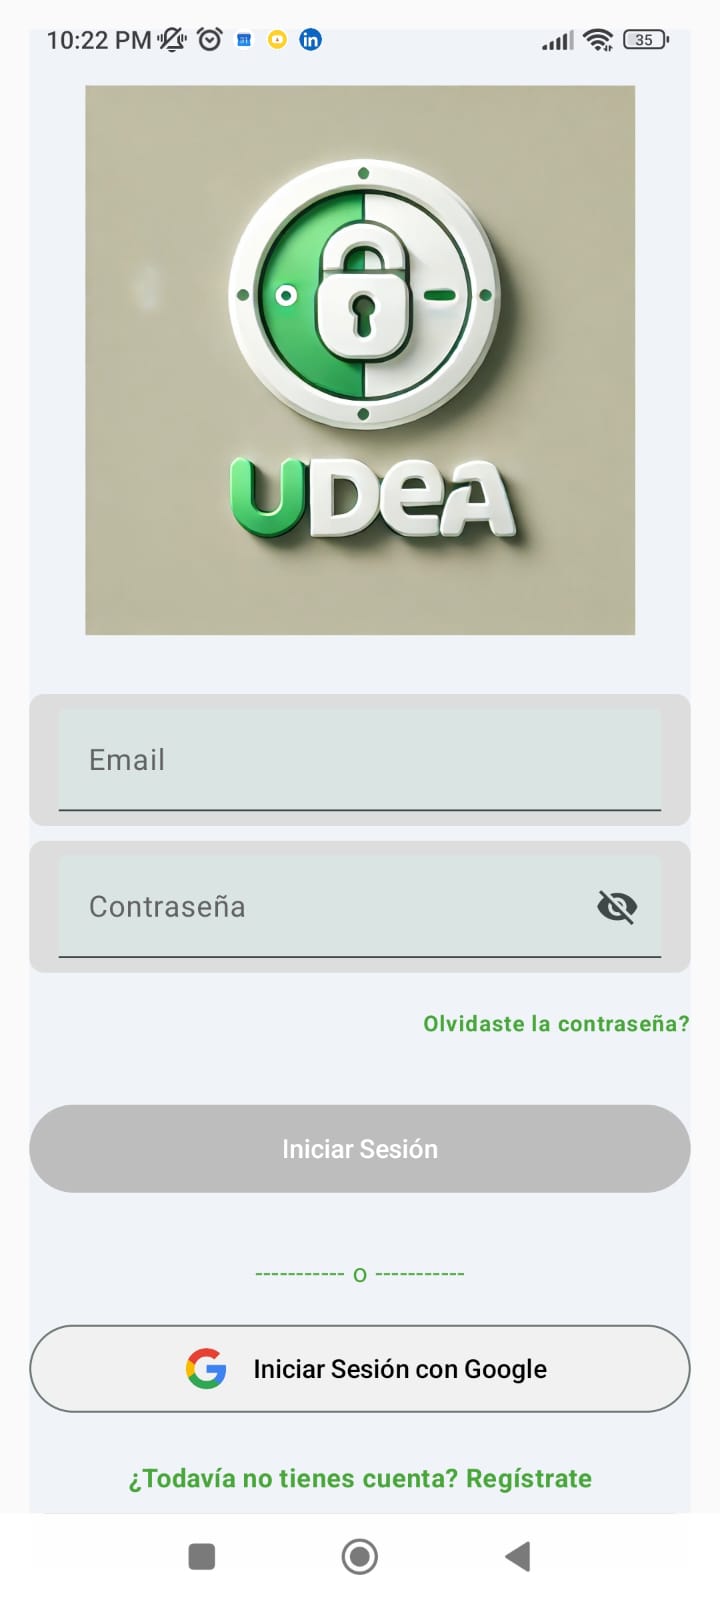 10:22 PM
35
UDEA
Email
Contraseña
Olvidaste la contraseña?
Iniciar Sesión
----------- o -----------
Iniciar Sesión con Google
¿Todavía no tienes cuenta? Regístrate